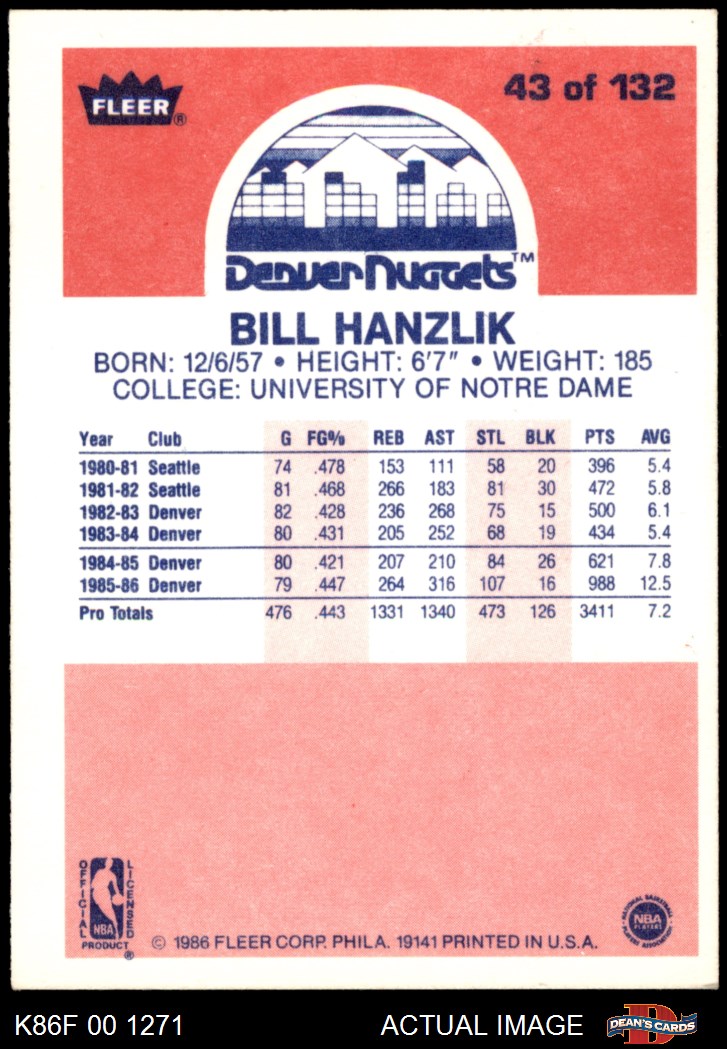 FLEER®
43 of 132
Denver Nuggets™
BILL HANZLIK
BORN: 12/6/57 • HEIGHT: 6'7" • WEIGHT: 185
COLLEGE: UNIVERSITY OF NOTRE DAME
Year Club G FG% REB AST STL BLK PTS AVG
1980-81 Seattle 74 .478 153 111 58 20 396 5.4
1981-82 Seattle 81 .468 266 183 81 30 472 5.8
1982-83 Denver 82 .428 236 268 75 15 500 6.1
1983-84 Denver 80 .431 205 252 68 19 434 5.4
1984-85 Denver 80 .421 207 210 84 26 621 7.8
1985-86 Denver 79 .447 264 316 107 16 988 12.5
Pro Totals 476 .443 1331 1340 473 126 3411 7.2
OFFICIAL LICENSED
NBA
PRODUCT®
© 1986 FLEER CORP. PHILA. 19141 PRINTED IN U.S.A.
NATIONAL BASKETBALL
NBA
PLAYERS
PLAYERS ASSOCIATION
K86F 00 1271
ACTUAL IMAGE
DEAN'S CARDS